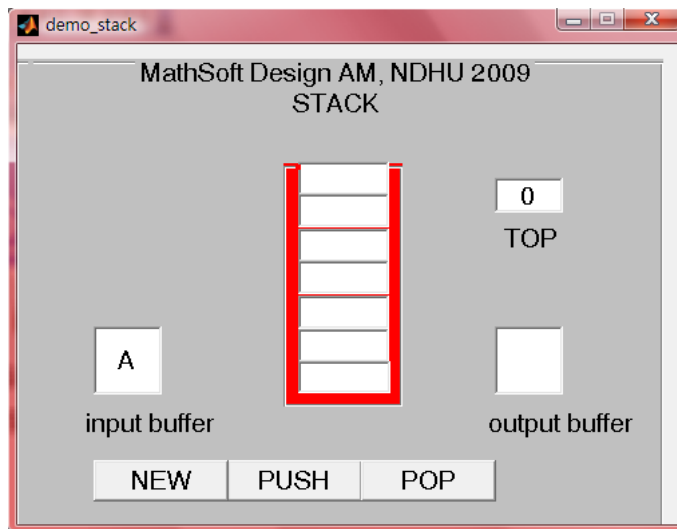 demo_stack
MathSoft Design AM, NDHU 2009
STACK
0
TOP
A
input buffer
output buffer
NEW PUSH POP